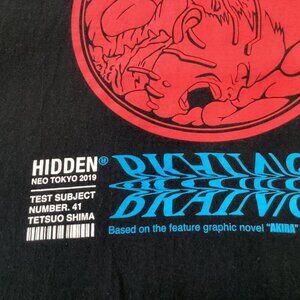 HIDDEN®
NEO TOKYO 2019
TEST SUBJECT
NUMBER. 41
TETSUO SHIMA
Based on the feature graphic novel "AKIRA"